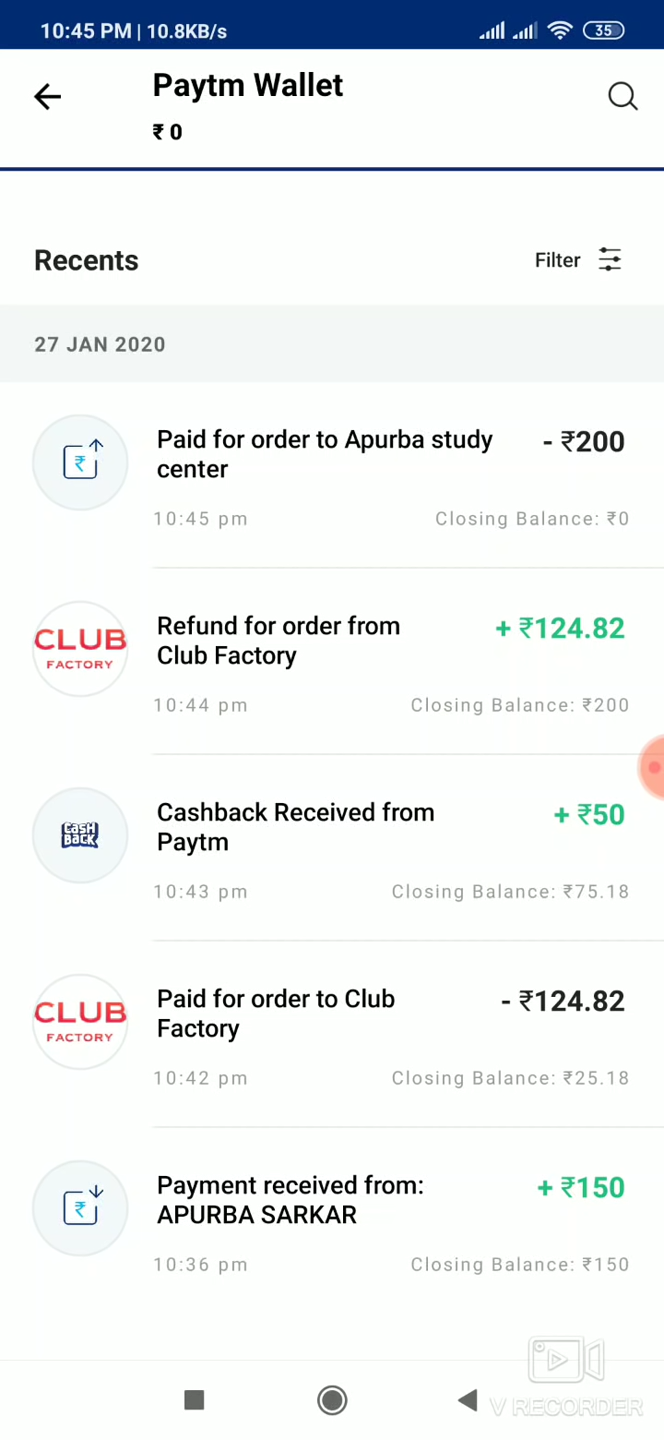 10:45 PM | 10.8KB/s
35
Paytm Wallet
₹ 0
Recents
Filter
27 JAN 2020
Paid for order to Apurba study
center
- ₹200
10:45 pm
Closing Balance: ₹0
CLUB
FACTORY
Refund for order from
Club Factory
+ ₹124.82
10:44 pm
Closing Balance: ₹200
CASH
BACK
Cashback Received from
Paytm
+ ₹50
10:43 pm
Closing Balance: ₹75.18
CLUB
FACTORY
Paid for order to Club
Factory
- ₹124.82
10:42 pm
Closing Balance: ₹25.18
Payment received from:
APURBA SARKAR
+ ₹150
10:36 pm
Closing Balance: ₹150
V RECORDER